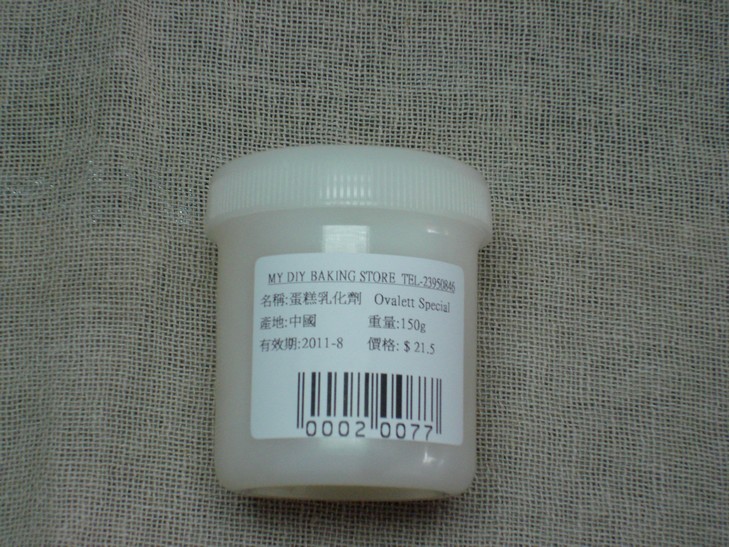 MY DIY BAKING STORE TEL-23950846
名稱:蛋糕乳化劑 Ovalett Special
產地:中國 重量:150g
有效期:2011-8 價格: $ 21.5
0002 0077